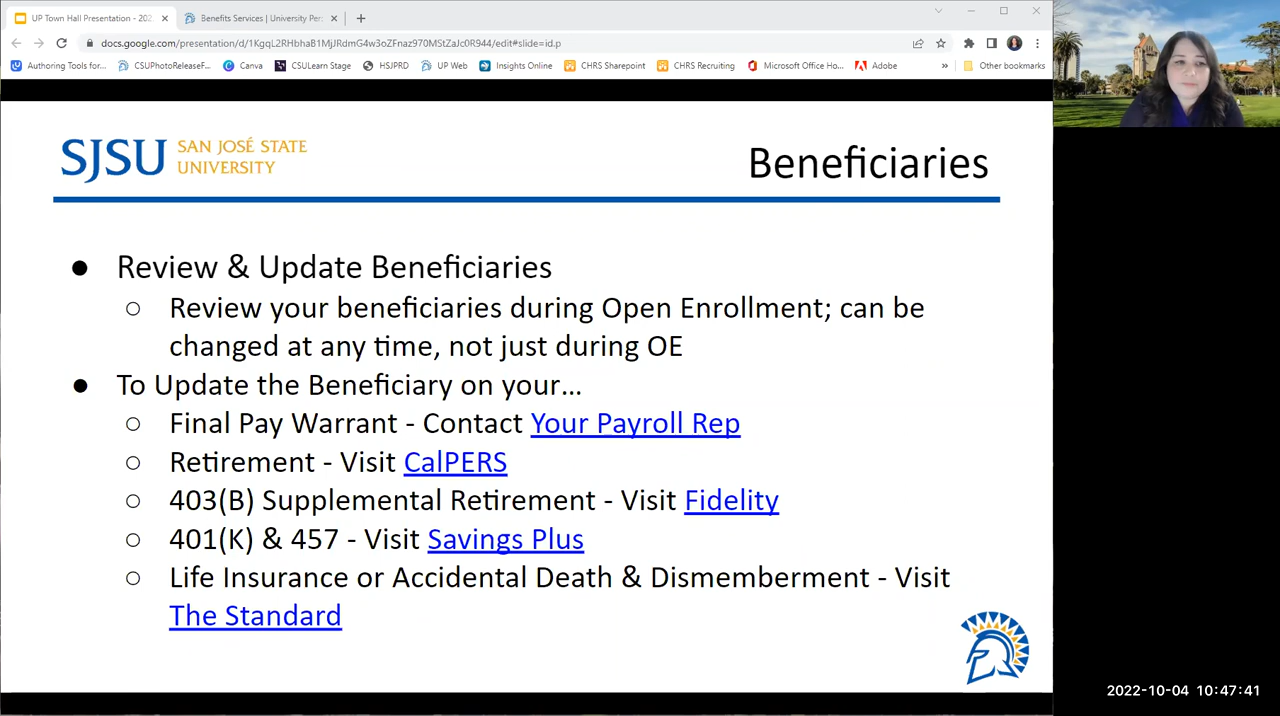 UP Town Hall Presentation - 202
Benefits Services | University Per
docs.google.com/presentation/d/1KgqL2RHbhaBtMjJRdmG4w3oZFnaz970MStZaJc0R944/edit#slide=id.p
Authoring Tools for...
CSUPhotoReleaseF...
Canva
CSULearn Stage
HSJPRD
UP Web
Insights Online
CHRS Sharepoint
CHRS Recruiting
Microsoft Office Ho...
Adobe
»
Other bookmarks
SJSU SAN JOSÉ STATE
UNIVERSITY
Beneficiaries
● Review & Update Beneficiaries
○ Review your beneficiaries during Open Enrollment; can be
changed at any time, not just during OE
● To Update the Beneficiary on your…
○ Final Pay Warrant - Contact Your Payroll Rep
○ Retirement - Visit CalPERS
○ 403(B) Supplemental Retirement - Visit Fidelity
○ 401(K) & 457 - Visit Savings Plus
○ Life Insurance or Accidental Death & Dismemberment - Visit
The Standard
2022-10-04 10:47:41